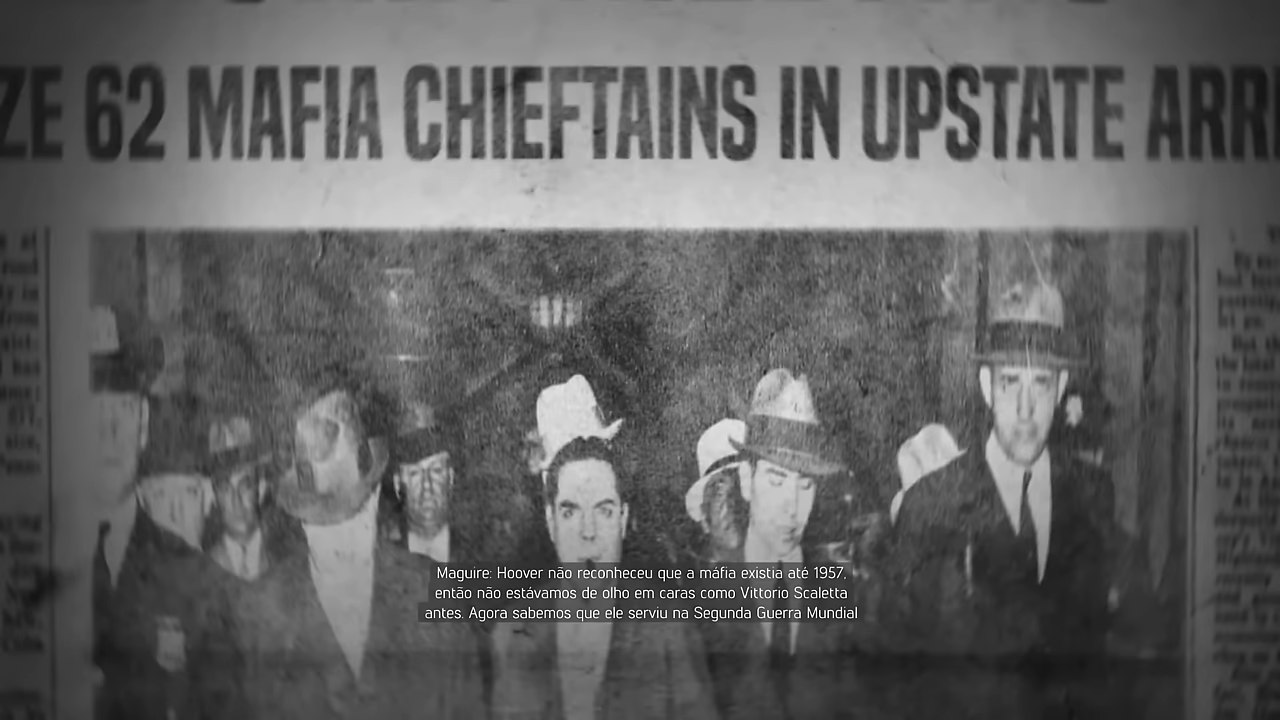 ZE 62 MAFIA CHIEFTAINS IN UPSTATE ARR
Maguire: Hoover não reconheceu que a máfia existia até 1957,
então não estávamos de olho em caras como Vittorio Scaletta
antes. Agora sabemos que ele serviu na Segunda Guerra Mundial